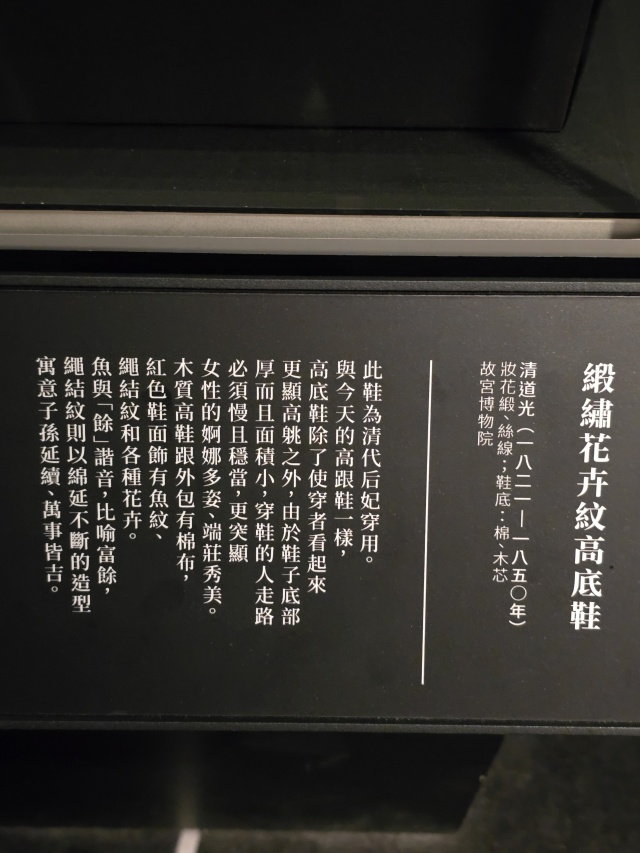 緞繡花卉紋高底鞋
清道光（一八二一—一八五〇年）
妝花緞、絲線；鞋底：棉、木芯
故宮博物院
此鞋為清代后妃穿用。
與今天的高跟鞋一樣，
高底鞋除了使穿者看起來
更顯高䠷之外，由於鞋子底部
厚而且面積小，穿鞋的人走路
必須慢且穩當，更突顯
女性的婀娜多姿、端莊秀美。
木質高鞋跟外包有棉布，
紅色鞋面飾有魚紋、
繩結紋和各種花卉。
魚與「餘」諧音，比喻富餘，
繩結紋則以綿延不斷的造型
寓意子孫延續、萬事皆吉。